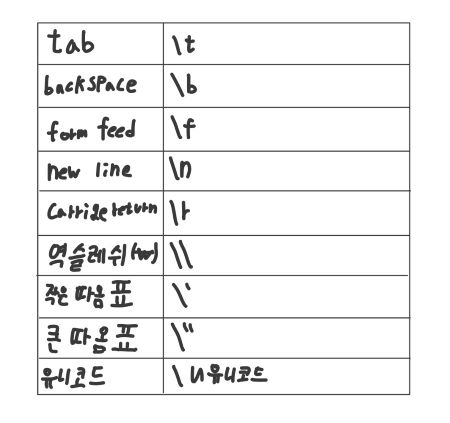 tab \t
backspace \b
form feed \f
new line \n
carrige return \r
역슬레쉬 \\
작은 따옴표 \'
큰 따옴표 \"
유니코드 \u유니코드